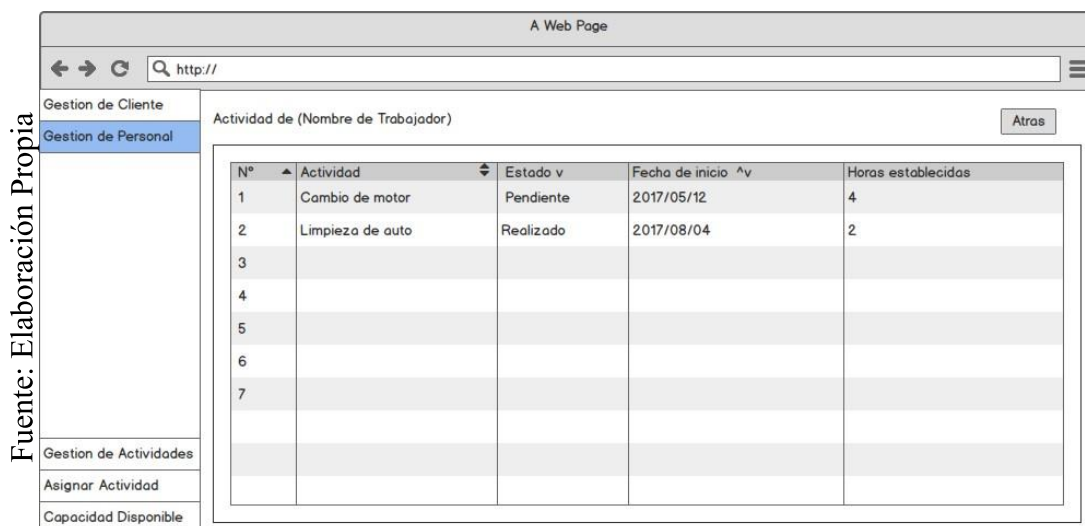 A Web Page
http://
Gestion de Cliente
Gestion de Personal
Gestion de Actividades
Asignar Actividad
Capacidad Disponible
Actividad de (Nombre de Trabajador)
Atras
N° Actividad Estado v Fecha de inicio ^v Horas establecidas
1 Cambio de motor Pendiente 2017/05/12 4
2 Limpieza de auto Realizado 2017/08/04 2
3
4
5
6
7
Fuente: Elaboración Propia